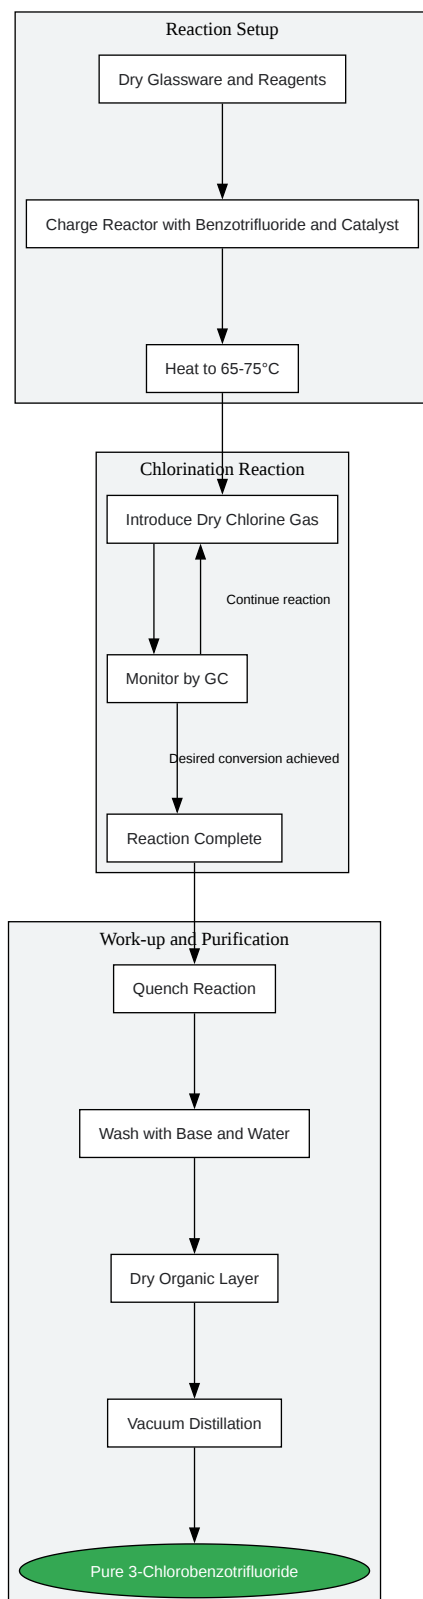 Reaction Setup
Dry Glassware and Reagents
Charge Reactor with Benzotrifluoride and Catalyst
Heat to 65-75°C
Chlorination Reaction
Introduce Dry Chlorine Gas
Continue reaction
Monitor by GC
Desired conversion achieved
Reaction Complete
Work-up and Purification
Quench Reaction
Wash with Base and Water
Dry Organic Layer
Vacuum Distillation
Pure 3-Chlorobenzotrifluoride